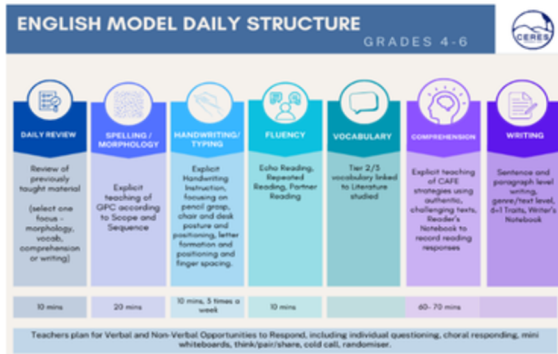 ENGLISH MODEL DAILY STRUCTURE
GRADES 4-6
CERES
DAILY REVIEW
Review of
previously
taught material
(select one
focus -
morphology,
vocab,
comprehension
or writing)
10 mins
SPELLING /
MORPHOLOGY
Explicit
teaching of
GPC according
to Scope and
Sequence
20 mins
HANDWRITING/
TYPING
Explicit
Handwriting
Instruction,
focusing on
pencil grasp,
chair and desk
posture and
positioning, letter
formation and
positioning and
finger spacing.
10 mins, 3 times a
week
FLUENCY
Echo Reading,
Repeated
Reading, Partner
Reading
10 mins
VOCABULARY
Tier 2/3
vocabulary linked
to Literature
studied
COMPREHENSION
Explicit teaching
of CAFE
strategies using
authentic,
challenging texts,
Reader's
Notebook to
record reading
responses
60-70 mins
WRITING
Sentence and
paragraph level
writing,
genre/text level,
6+1 Traits, Writer's
Notebook
Teachers plan for Verbal and Non-Verbal Opportunities to Respond, including individual questioning, choral responding, mini
whiteboards, think/pair/share, cold call, randomiser.